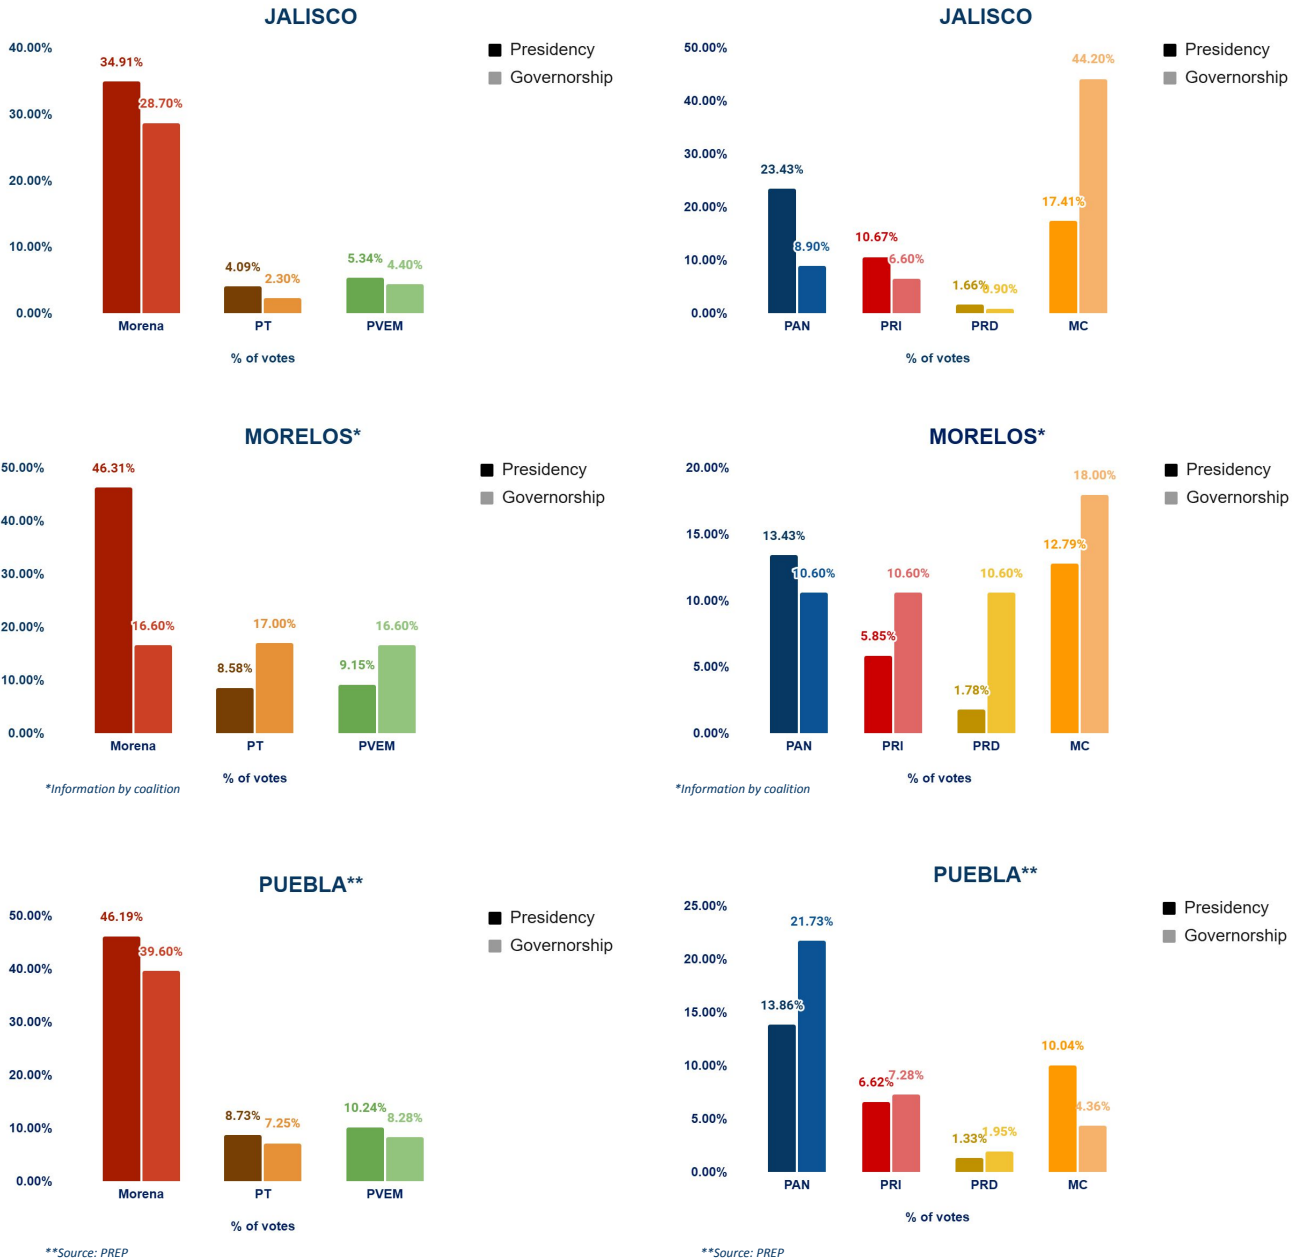 JALISCO
Presidency
Governorship
40.00%
30.00%
20.00%
10.00%
0.00%
34.91%
28.70%
4.09%
2.30%
5.34%
4.40%
Morena
PT
PVEM
% of votes
JALISCO
Presidency
Governorship
50.00%
40.00%
30.00%
20.00%
10.00%
0.00%
23.43%
8.90%
10.67%
6.60%
1.66%
0.90%
17.41%
44.20%
PAN
PRI
PRD
MC
% of votes
MORELOS*
Presidency
Governorship
50.00%
40.00%
30.00%
20.00%
10.00%
0.00%
46.31%
16.60%
8.58%
17.00%
9.15%
16.60%
Morena
PT
PVEM
% of votes
*Information by coalition
MORELOS*
Presidency
Governorship
20.00%
15.00%
10.00%
5.00%
0.00%
13.43%
10.60%
5.85%
10.60%
1.78%
10.60%
12.79%
18.00%
PAN
PRI
PRD
MC
% of votes
*Information by coalition
PUEBLA**
Presidency
Governorship
50.00%
40.00%
30.00%
20.00%
10.00%
0.00%
46.19%
39.60%
8.73%
7.25%
10.24%
8.28%
Morena
PT
PVEM
% of votes
**Source: PREP
PUEBLA**
Presidency
Governorship
25.00%
20.00%
15.00%
10.00%
5.00%
0.00%
13.86%
21.73%
6.62%
7.28%
1.33%
1.95%
10.04%
4.36%
PAN
PRI
PRD
MC
% of votes
**Source: PREP